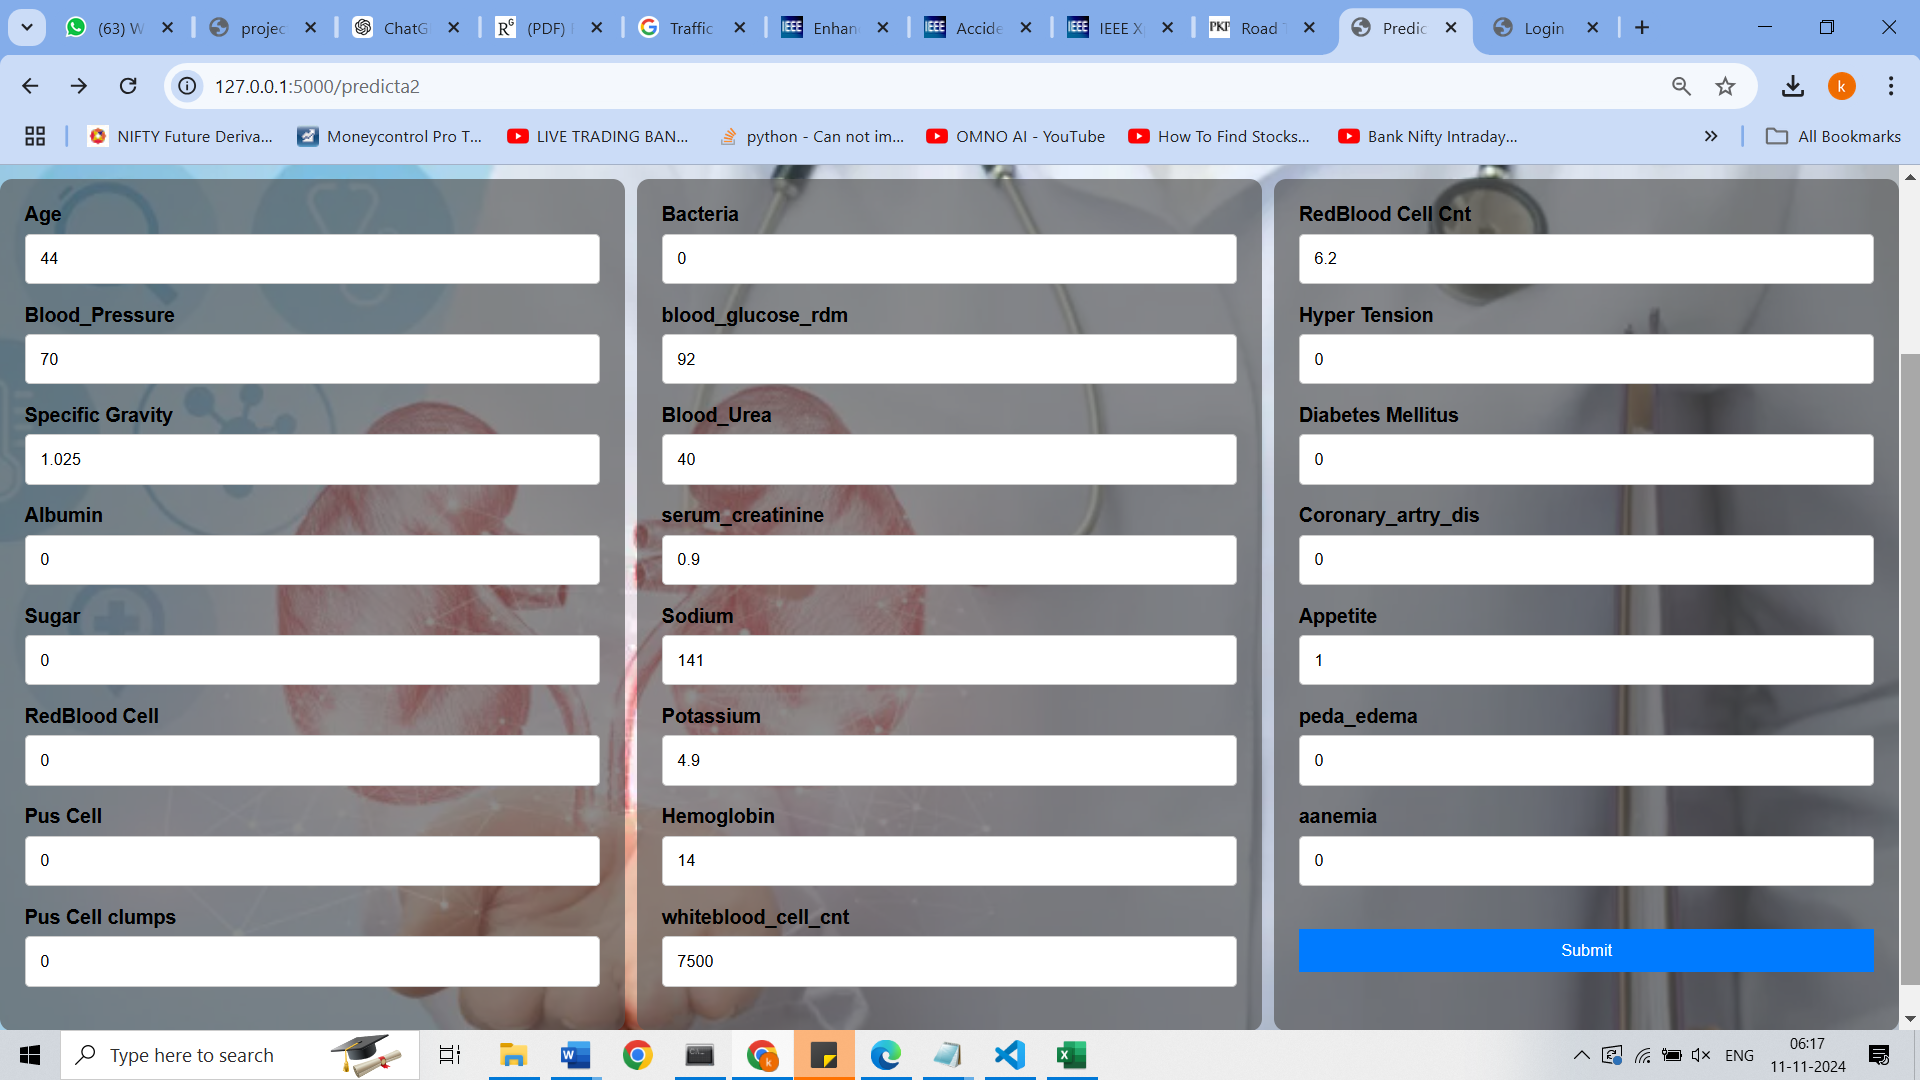 (63) W
projec
ChatG
(PDF)
Traffic
Enhan
Accide
IEEE X
Road
Predic
Login
127.0.0.1:5000/predicta2
k
NIFTY Future Deriva...
Moneycontrol Pro T...
LIVE TRADING BAN...
python - Can not im...
OMNO AI - YouTube
How To Find Stocks...
Bank Nifty Intraday...
All Bookmarks
Age
44
Blood_Pressure
70
Specific Gravity
1.025
Albumin
0
Sugar
0
RedBlood Cell
0
Pus Cell
0
Pus Cell clumps
0
Bacteria
0
blood_glucose_rdm
92
Blood_Urea
40
serum_creatinine
0.9
Sodium
141
Potassium
4.9
Hemoglobin
14
whiteblood_cell_cnt
7500
RedBlood Cell Cnt
6.2
Hyper Tension
0
Diabetes Mellitus
0
Coronary_artry_dis
0
Appetite
1
peda_edema
0
aanemia
0
Submit
Type here to search
ENG
06:17
11-11-2024